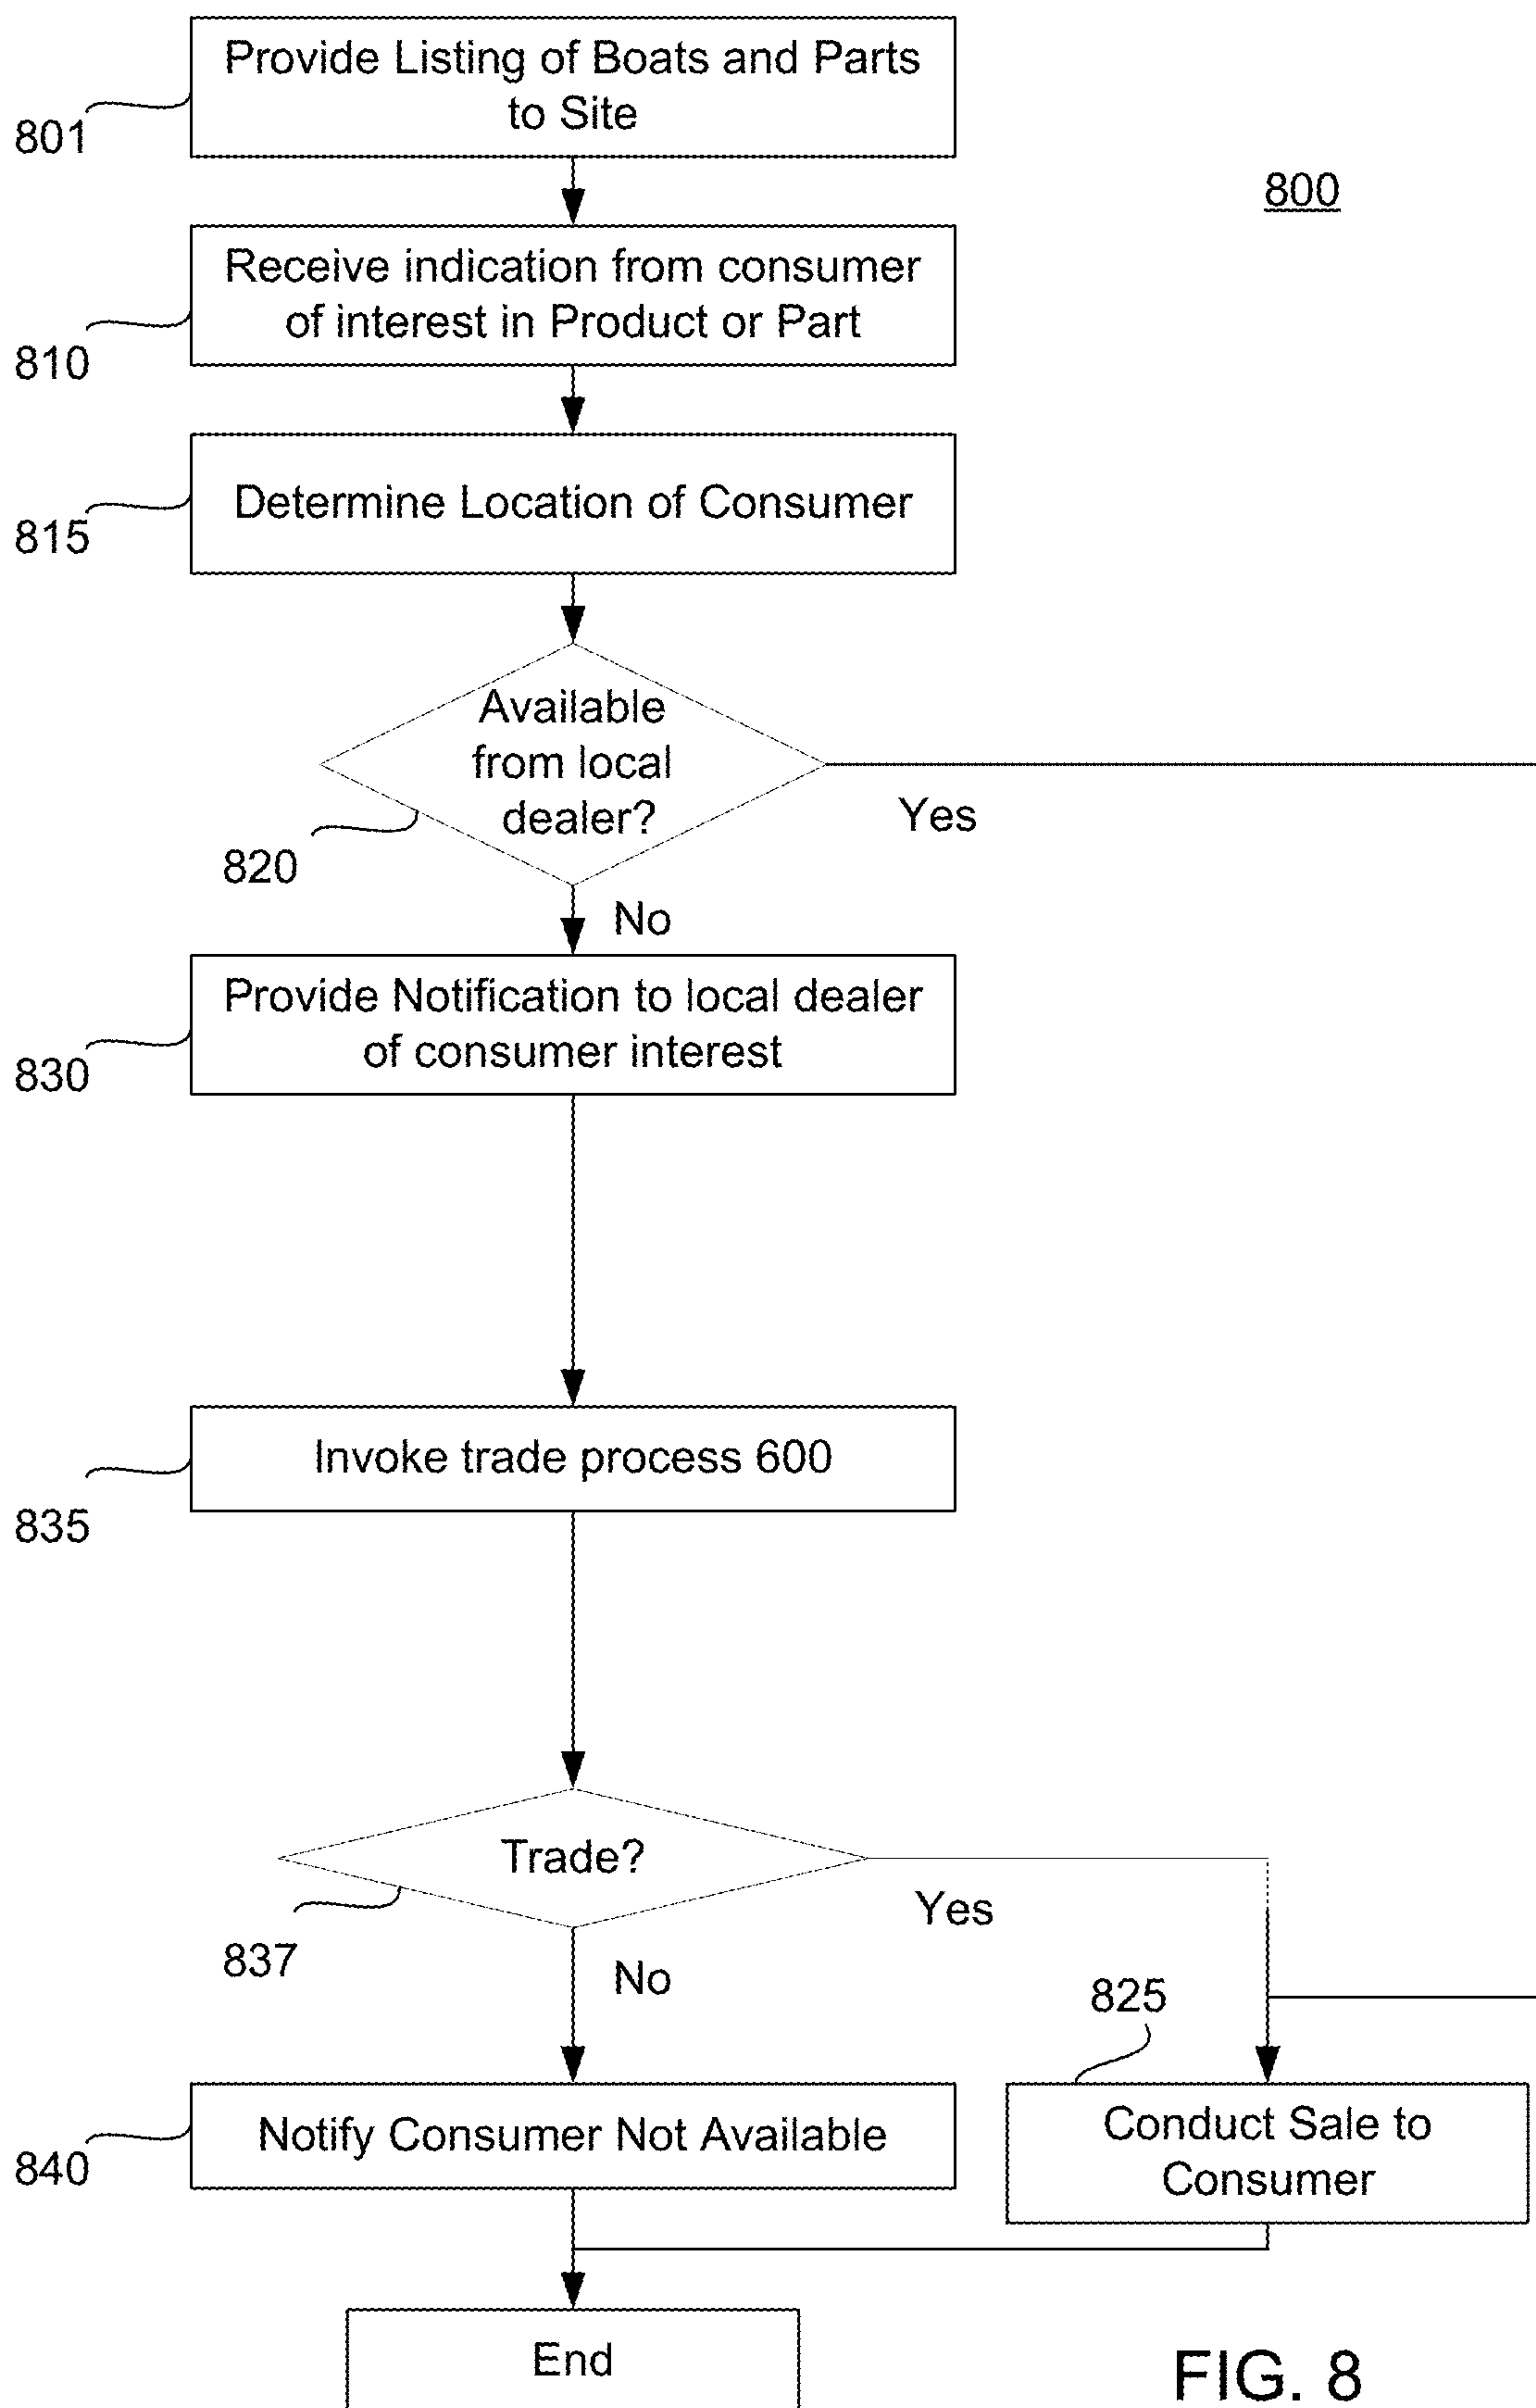 Provide Listing of Boats and Parts
to Site
801
800
Receive indication from consumer
of interest in Product or Part
810
Determine Location of Consumer
815
Available
from local
dealer?
Yes
820
No
Provide Notification to local dealer
of consumer interest
830
Invoke trade process 600
835
Trade?
Yes
837
No
825
Notify Consumer Not Available
840
Conduct Sale to
Consumer
End
FIG. 8